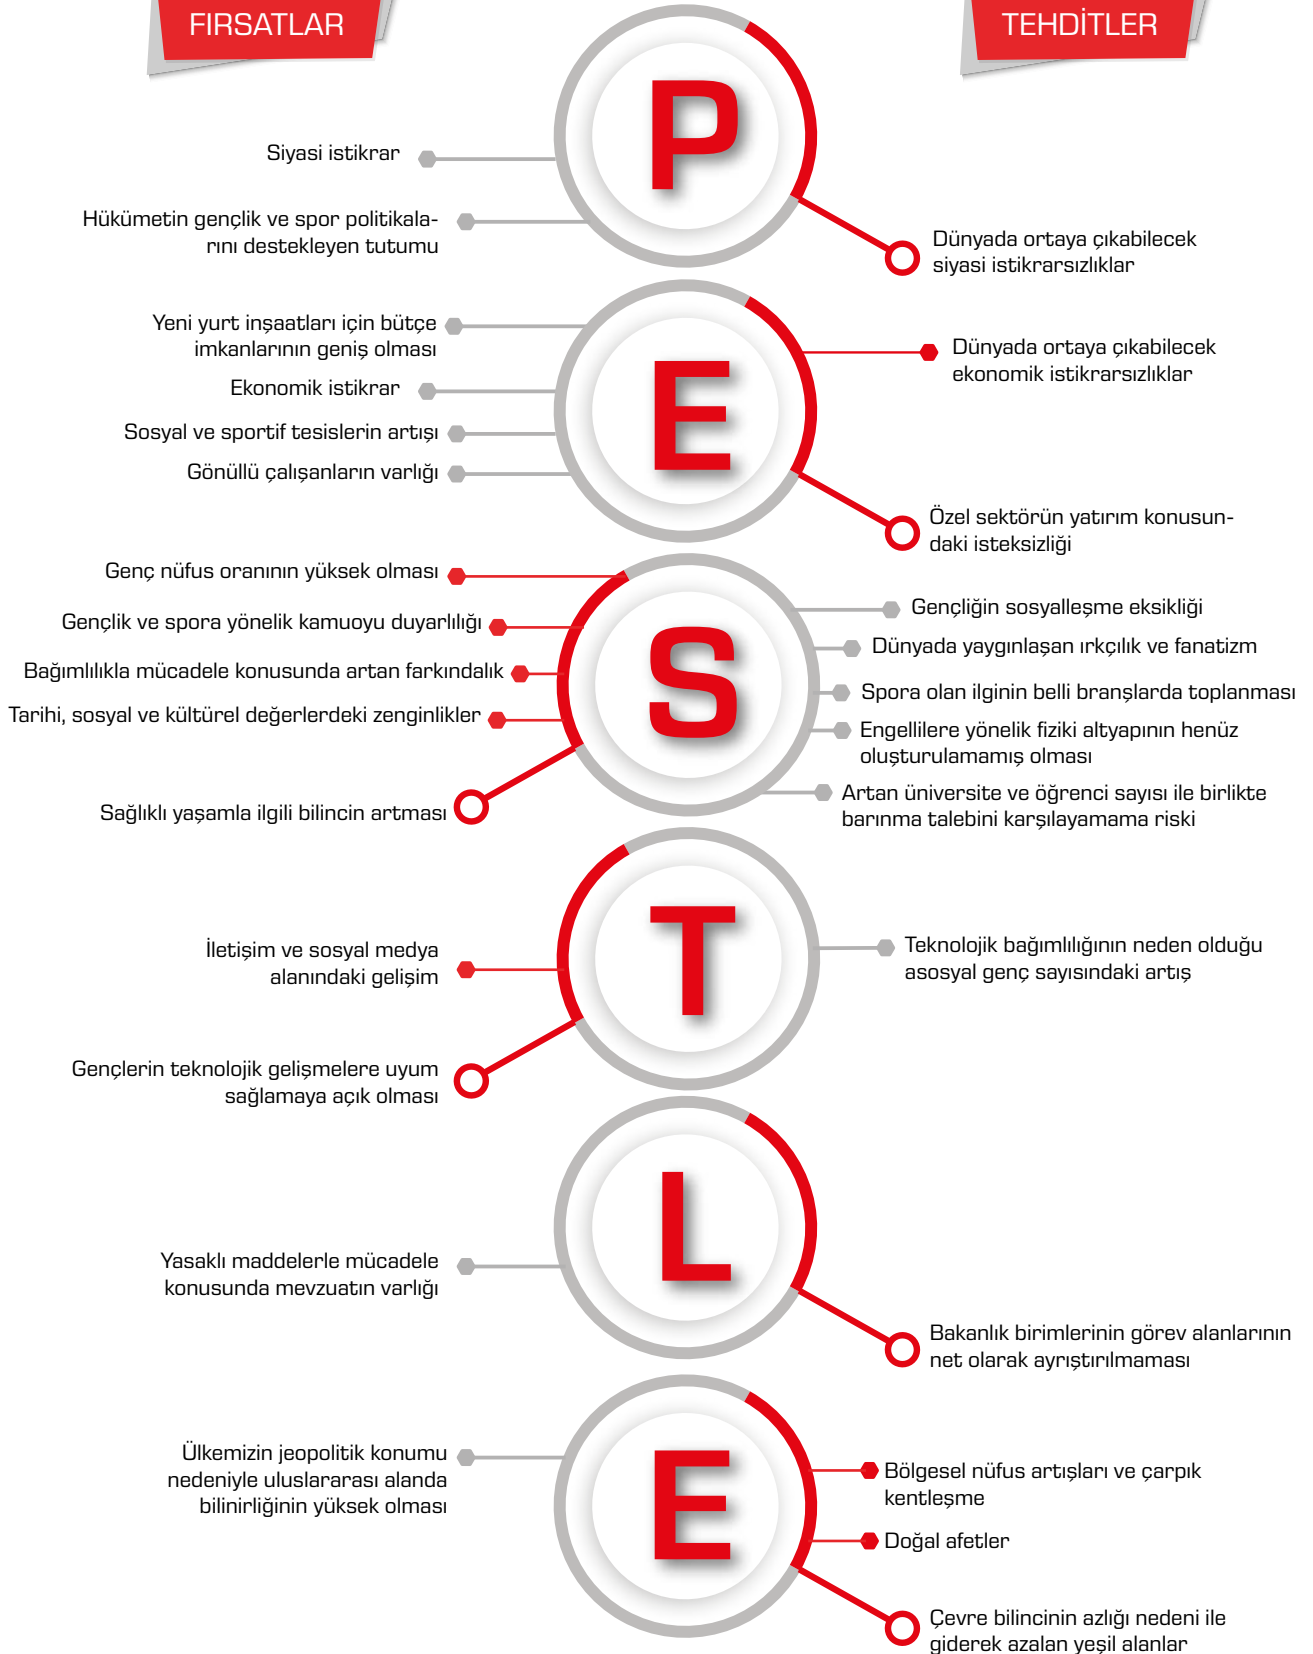 FIRSATLAR
TEHDİTLER
P
Siyasi istikrar
Hükümetin gençlik ve spor politikala-
rını destekleyen tutumu
Dünyada ortaya çıkabilecek
siyasi istikrarsızlıklar
E
Yeni yurt inşaatları için bütçe
imkanlarının geniş olması
Ekonomik istikrar
Sosyal ve sportif tesislerin artışı
Gönüllü çalışanların varlığı
Dünyada ortaya çıkabilecek
ekonomik istikrarsızlıklar
Özel sektörün yatırım konusun-
daki isteksizliği
S
Genç nüfus oranının yüksek olması
Gençlik ve spora yönelik kamuoyu duyarlılığı
Bağımlılıkla mücadele konusunda artan farkındalık
Tarihi, sosyal ve kültürel değerlerdeki zenginlikler
Sağlıklı yaşamla ilgili bilincin artması
Gençliğin sosyalleşme eksikliği
Dünyada yaygınlaşan ırkçılık ve fanatizm
Spora olan ilginin belli branşlarda toplanması
Engellilere yönelik fiziki altyapının henüz
oluşturulamamış olması
Artan üniversite ve öğrenci sayısı ile birlikte
barınma talebini karşılayamama riski
T
İletişim ve sosyal medya
alanındaki gelişim
Gençlerin teknolojik gelişmelere uyum
sağlamaya açık olması
Teknolojik bağımlılığının neden olduğu
asosyal genç sayısındaki artış
L
Yasaklı maddelerle mücadele
konusunda mevzuatın varlığı
Bakanlık birimlerinin görev alanlarının
net olarak ayrıştırılmaması
E
Ülkemizin jeopolitik konumu
nedeniyle uluslararası alanda
bilinirliğinin yüksek olması
Bölgesel nüfus artışları ve çarpık
kentleşme
Doğal afetler
Çevre bilincinin azlığı nedeni ile
giderek azalan yeşil alanlar